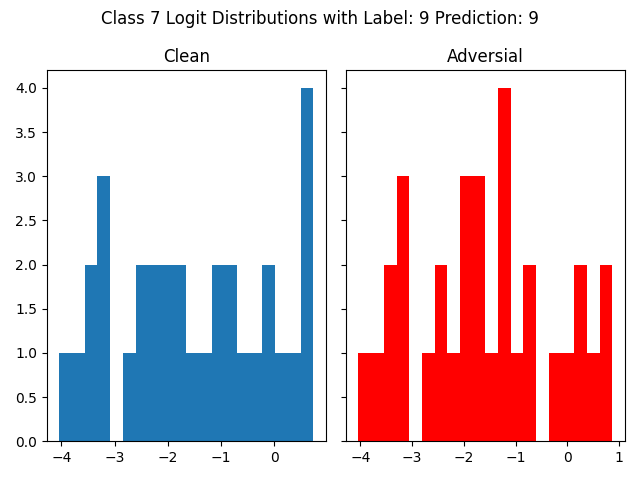 Class 7 Logit Distributions with Label: 9 Prediction: 9
Clean
Adversial
4.0
3.5
3.0
2.5
2.0
1.5
1.0
0.5
0.0
−4 −3 −2 −1 0
−4 −3 −2 −1 0 1